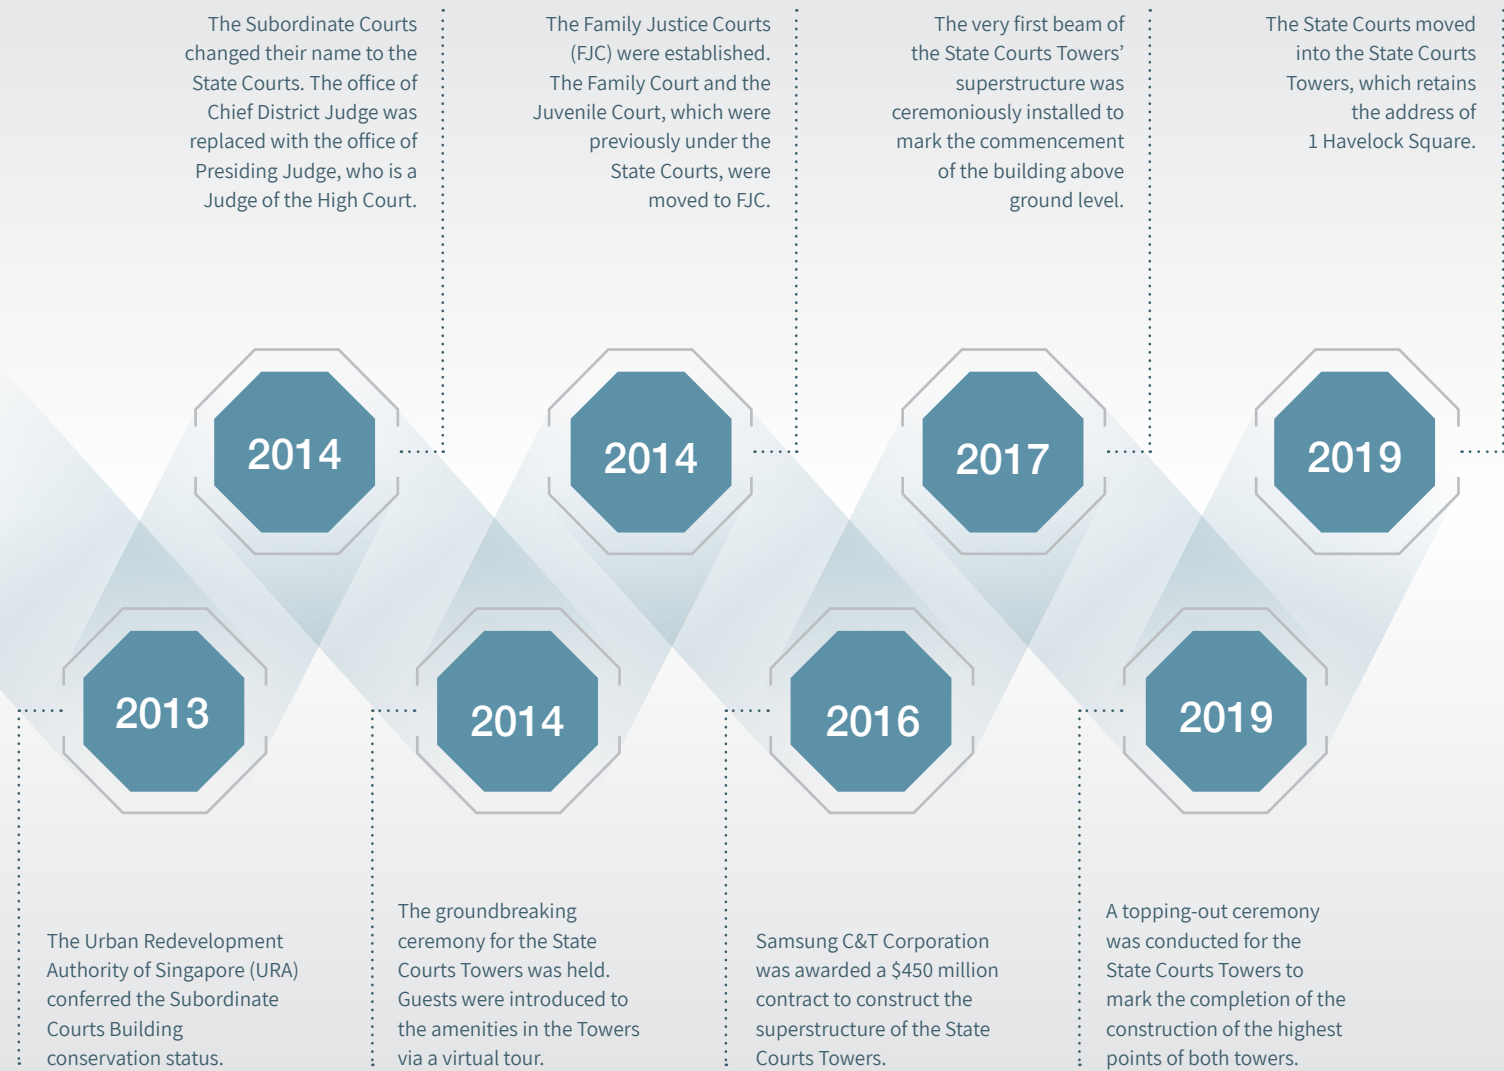 The Subordinate Courts
changed their name to the
State Courts. The office of
Chief District Judge was
replaced with the office of
Presiding Judge, who is a
Judge of the High Court.
The Family Justice Courts
(FJC) were established.
The Family Court and the
Juvenile Court, which were
previously under the
State Courts, were
moved to FJC.
The very first beam of
the State Courts Towers’
superstructure was
ceremoniously installed to
mark the commencement
of the building above
ground level.
The State Courts moved
into the State Courts
Towers, which retains
the address of
1 Havelock Square.
2014
2014
2017
2019
2013
2014
2016
2019
The Urban Redevelopment
Authority of Singapore (URA)
conferred the Subordinate
Courts Building
conservation status.
The groundbreaking
ceremony for the State
Courts Towers was held.
Guests were introduced to
the amenities in the Towers
via a virtual tour.
Samsung C&T Corporation
was awarded a $450 million
contract to construct the
superstructure of the State
Courts Towers.
A topping-out ceremony
was conducted for the
State Courts Towers to
mark the completion of the
construction of the highest
points of both towers.